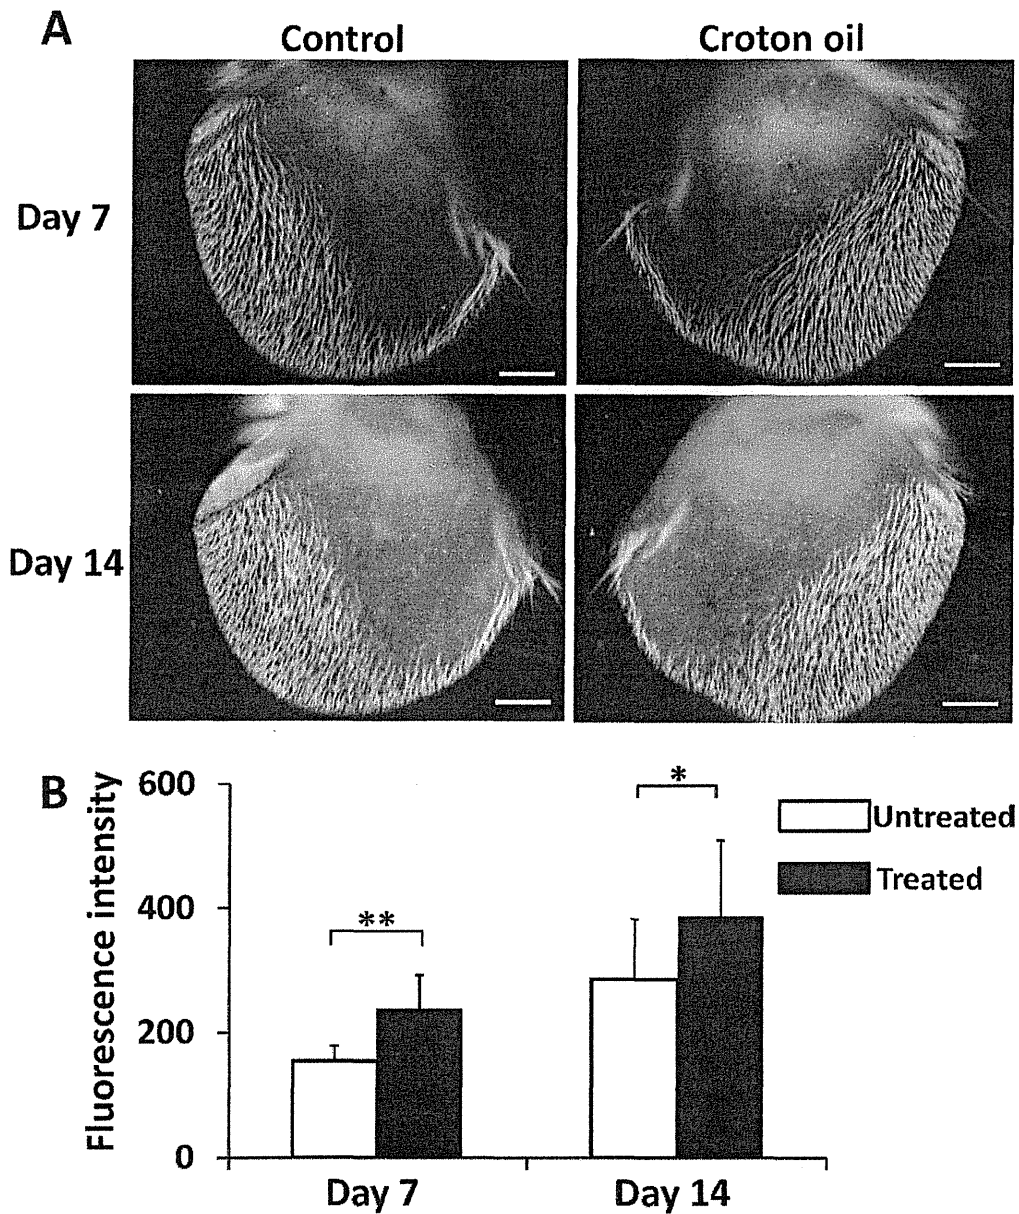 A
Control
Croton oil
Day 7
Day 14
B
Fluorescence intensity
600
400
200
0
**
*
Untreated
Treated
Day 7
Day 14